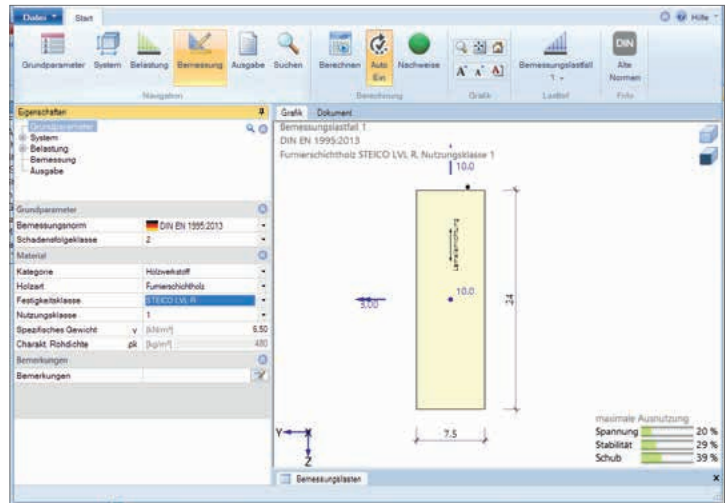 Datei Start
Hilfe
Grundparameter System Belastung Bemessung Ausgabe Suchen
Berechnen Auto Ein Nachweise
Bemessungslastfall 1
DIN Alte Normen
Navigation Berechnung Grafik Lastfall Info
Eigenschaften
Grundparameter
System
Belastung
Bemessung
Ausgabe
Grundparameter
Bemessungsnorm DIN EN 1995:2013
Schadensfolgeklasse 2
Material
Kategorie Holzwerkstoff
Holzart Furnierschichtholz
Festigkeitsklasse STEICO LVL R
Nutzungsklasse 1
Spezifisches Gewicht γ [kN/m³] 6.50
Charakt. Rohdichte ρk [kg/m³] 480
Bemerkungen
Bemerkungen
Grafik Dokument
Bemessungslastfall 1
DIN EN 1995:2013
Furnierschichtholz STEICO LVL R, Nutzungsklasse 1
10.0
Lamellenrichtung
10.0
5.00
24
7.5
Y X
Z
maximale Ausnutzung
Spannung 20 %
Stabilität 29 %
Schub 39 %
Bemessungslasten